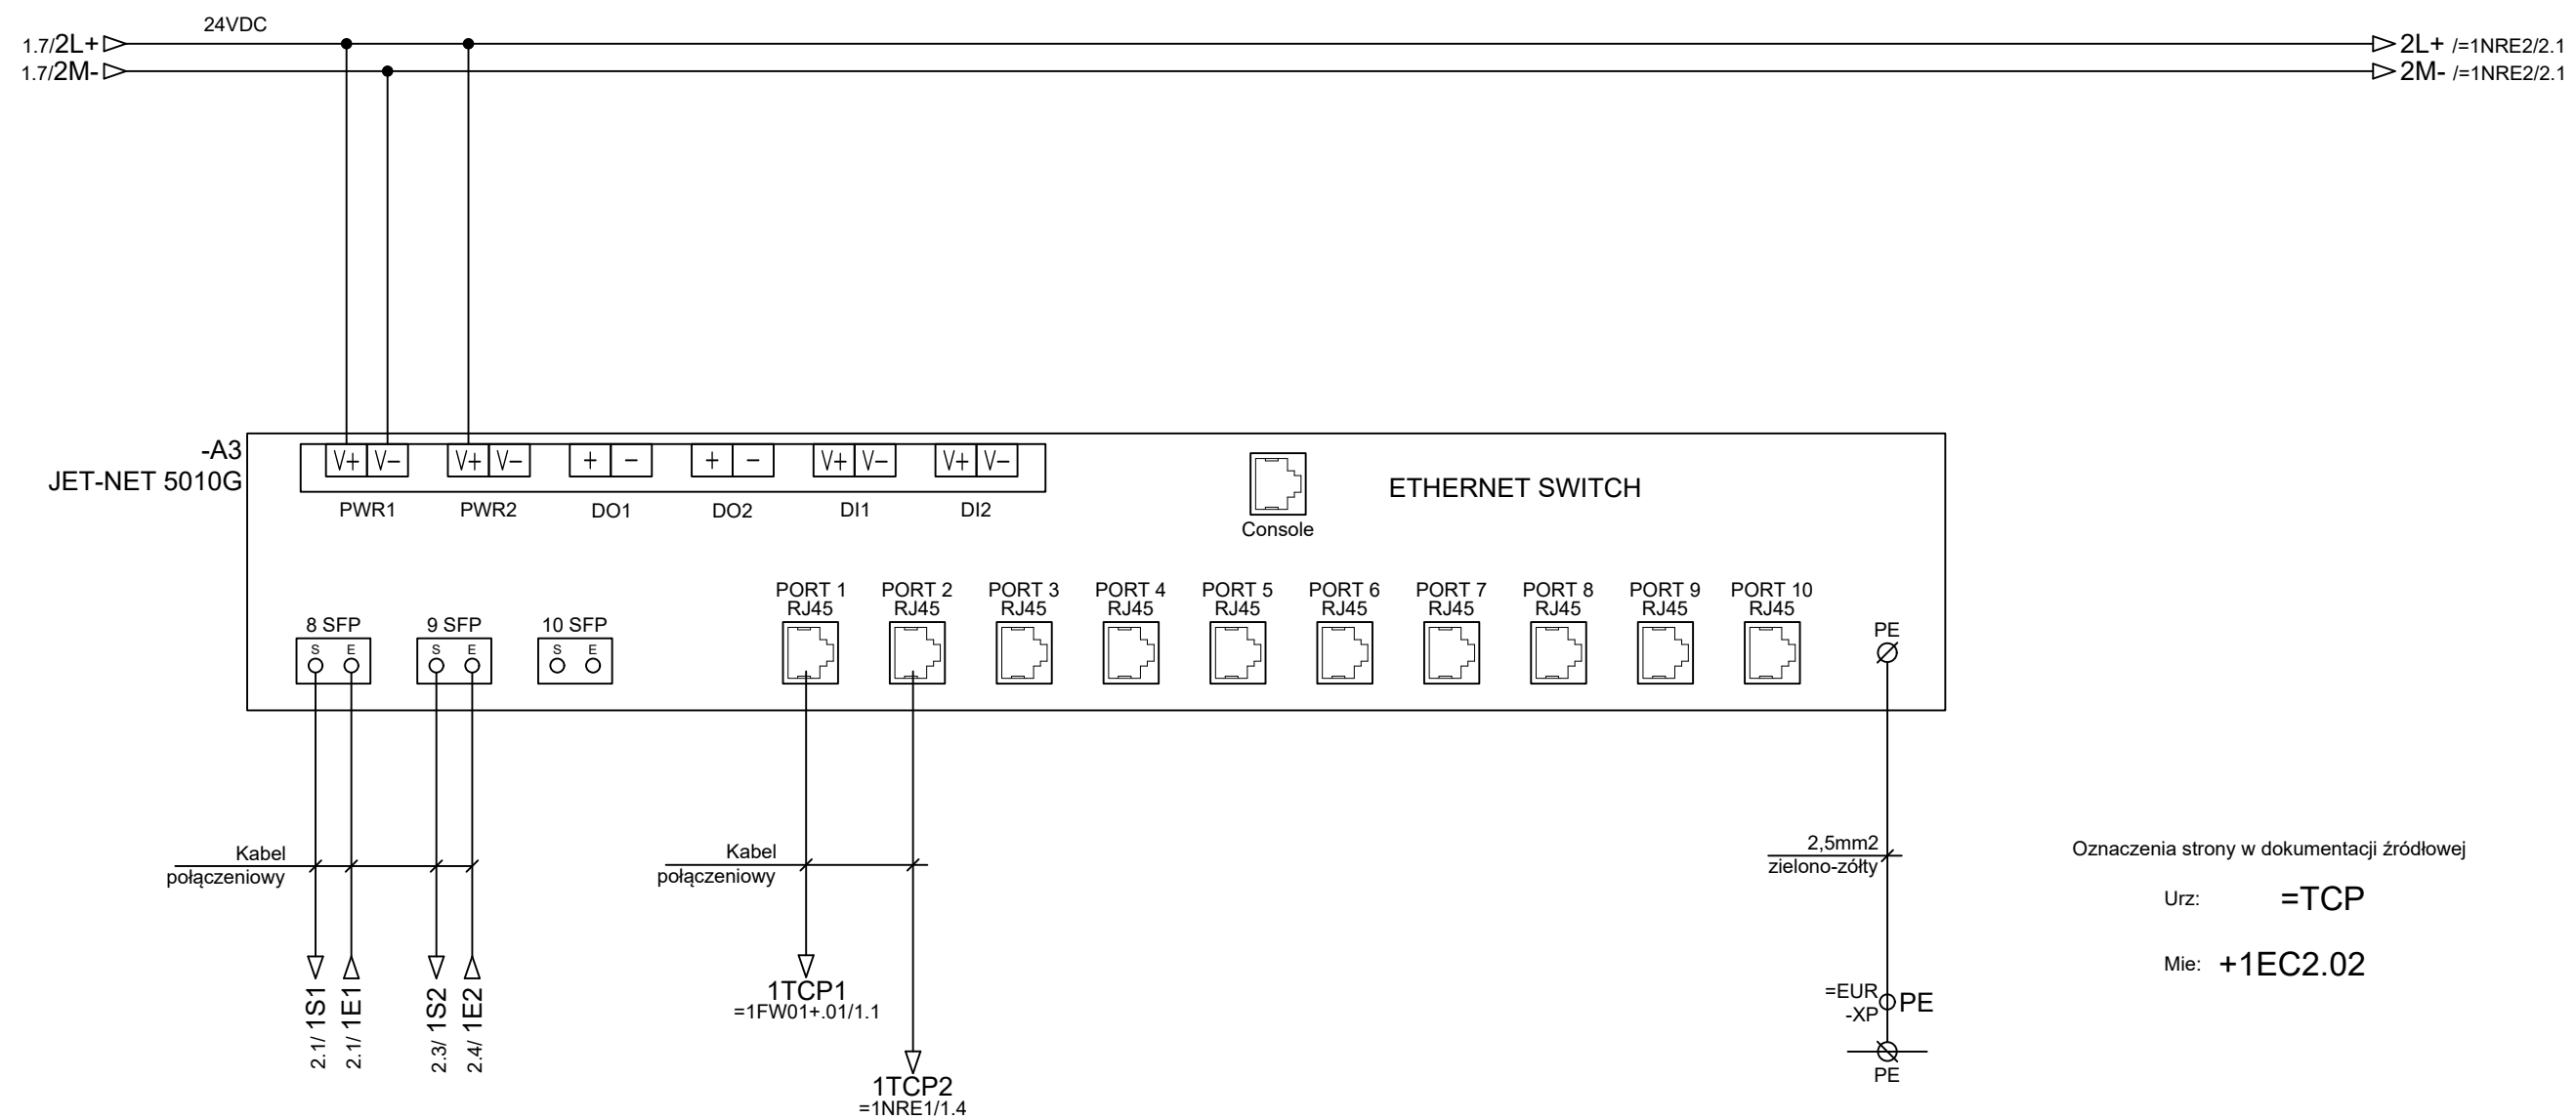 24VDC
1.7/2L+
2L+ /=1NRE2/2.1
1.7/2M-
2M- /=1NRE2/2.1
-A3
JET-NET 5010G
V+ V− V+ V− + − + − V+ V− V+ V−
PWR1 PWR2 DO1 DO2 DI1 DI2
Console
ETHERNET SWITCH
8 SFP 9 SFP 10 SFP
S E S E S E
PORT 1 PORT 2 PORT 3 PORT 4 PORT 5 PORT 6 PORT 7 PORT 8 PORT 9 PORT 10
RJ45 RJ45 RJ45 RJ45 RJ45 RJ45 RJ45 RJ45 RJ45 RJ45
PE
Kabel
połączeniowy
Kabel
połączeniowy
2,5mm2
zielono-zółty
2.1/ 1S1
2.1/ 1E1
2.3/ 1S2
2.4/ 1E2
1TCP1
=1FW01+.01/1.1
1TCP2
=1NRE1/1.4
=EUR
-XP
PE
PE
Oznaczenia strony w dokumentacji źródłowej
Urz: =TCP
Mie: +1EC2.02